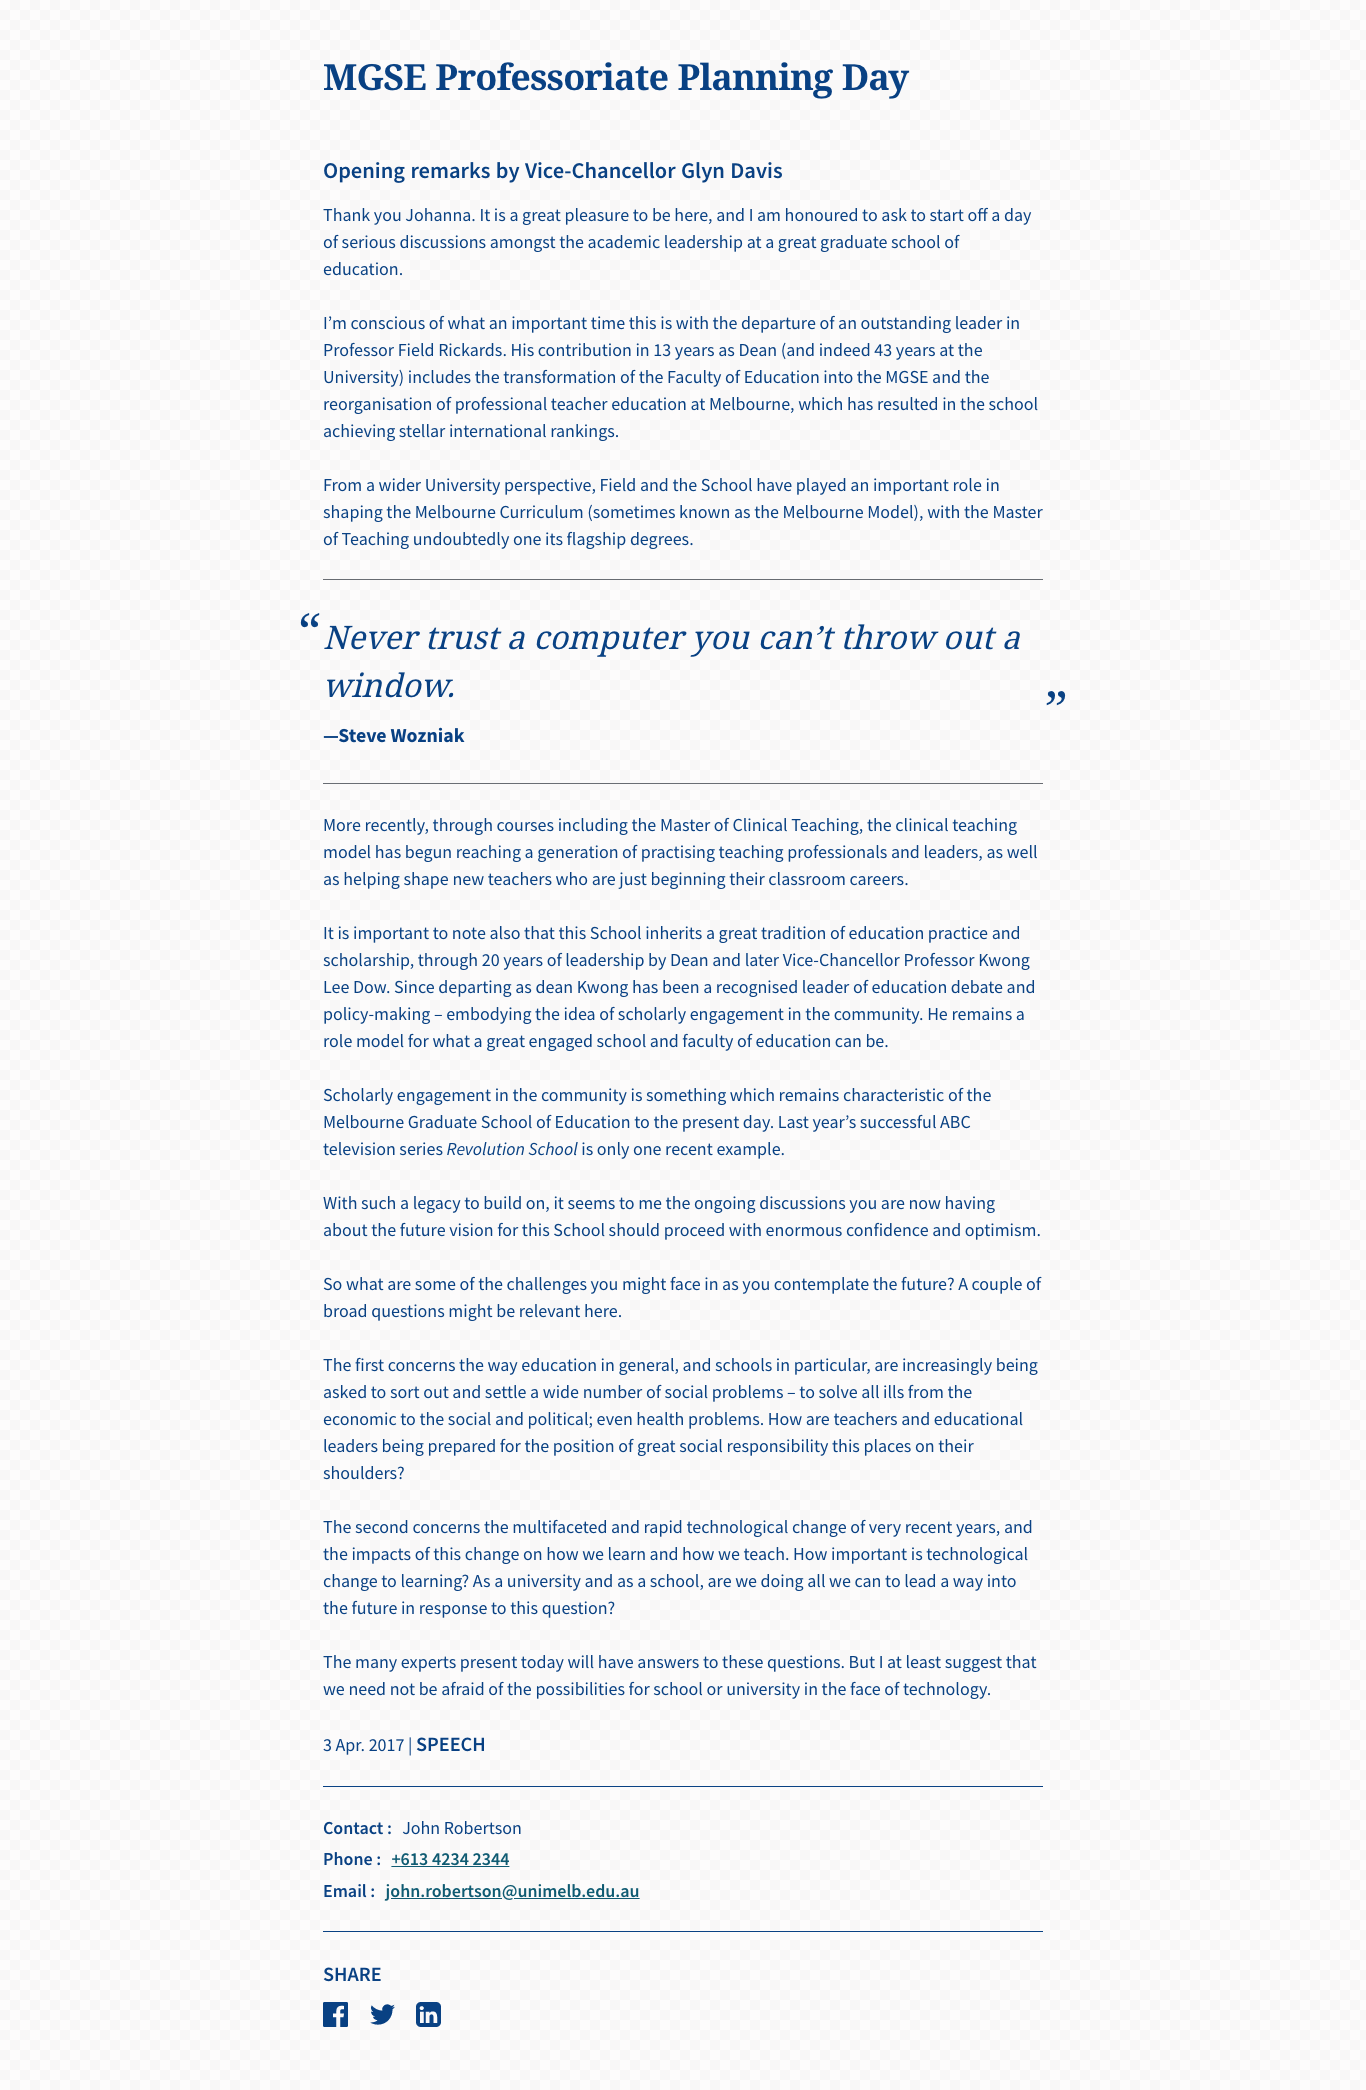 MGSE Professoriate Planning Day
Opening remarks by Vice-Chancellor Glyn Davis
Thank you Johanna. It is a great pleasure to be here, and I am honoured to ask to start off a day
of serious discussions amongst the academic leadership at a great graduate school of
education.
I’m conscious of what an important time this is with the departure of an outstanding leader in
Professor Field Rickards. His contribution in 13 years as Dean (and indeed 43 years at the
University) includes the transformation of the Faculty of Education into the MGSE and the
reorganisation of professional teacher education at Melbourne, which has resulted in the school
achieving stellar international rankings.
From a wider University perspective, Field and the School have played an important role in
shaping the Melbourne Curriculum (sometimes known as the Melbourne Model), with the Master
of Teaching undoubtedly one its flagship degrees.
“Never trust a computer you can’t throw out a
window.”
—Steve Wozniak
More recently, through courses including the Master of Clinical Teaching, the clinical teaching
model has begun reaching a generation of practising teaching professionals and leaders, as well
as helping shape new teachers who are just beginning their classroom careers.
It is important to note also that this School inherits a great tradition of education practice and
scholarship, through 20 years of leadership by Dean and later Vice-Chancellor Professor Kwong
Lee Dow. Since departing as dean Kwong has been a recognised leader of education debate and
policy-making – embodying the idea of scholarly engagement in the community. He remains a
role model for what a great engaged school and faculty of education can be.
Scholarly engagement in the community is something which remains characteristic of the
Melbourne Graduate School of Education to the present day. Last year’s successful ABC
television series Revolution School is only one recent example.
With such a legacy to build on, it seems to me the ongoing discussions you are now having
about the future vision for this School should proceed with enormous confidence and optimism.
So what are some of the challenges you might face in as you contemplate the future? A couple of
broad questions might be relevant here.
The first concerns the way education in general, and schools in particular, are increasingly being
asked to sort out and settle a wide number of social problems – to solve all ills from the
economic to the social and political; even health problems. How are teachers and educational
leaders being prepared for the position of great social responsibility this places on their
shoulders?
The second concerns the multifaceted and rapid technological change of very recent years, and
the impacts of this change on how we learn and how we teach. How important is technological
change to learning? As a university and as a school, are we doing all we can to lead a way into
the future in response to this question?
The many experts present today will have answers to these questions. But I at least suggest that
we need not be afraid of the possibilities for school or university in the face of technology.
3 Apr. 2017 | SPEECH
Contact : John Robertson
Phone : +613 4234 2344
Email : john.robertson@unimelb.edu.au
SHARE